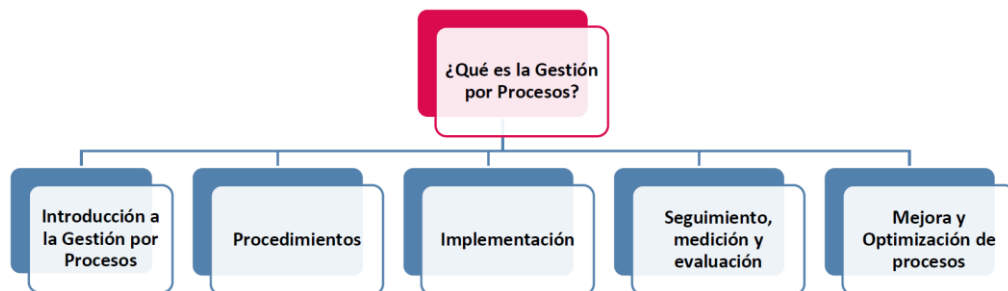 ¿Qué es la Gestión
por Procesos?
Introducción a
la Gestión por
Procesos
Procedimientos
Implementación
Seguimiento,
medición y
evaluación
Mejora y
Optimización de
procesos